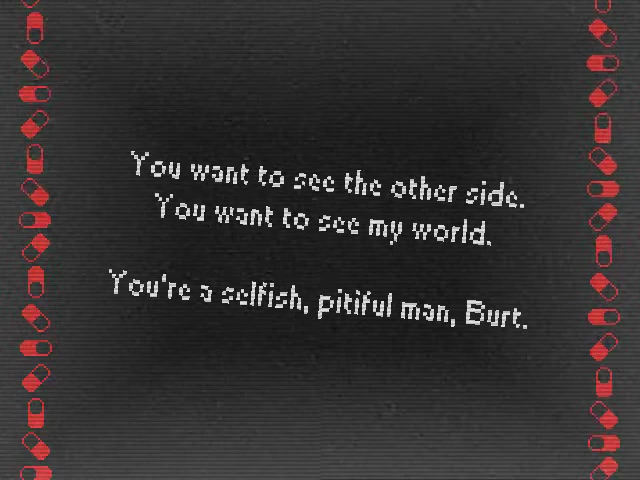 You want to see the other side.
You want to see my world.
You're a selfish, pitiful man, Burt.